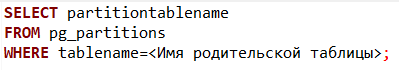 SELECT partitiontablename
FROM pg_partitions
WHERE tablename=<Имя родительской таблицы>;